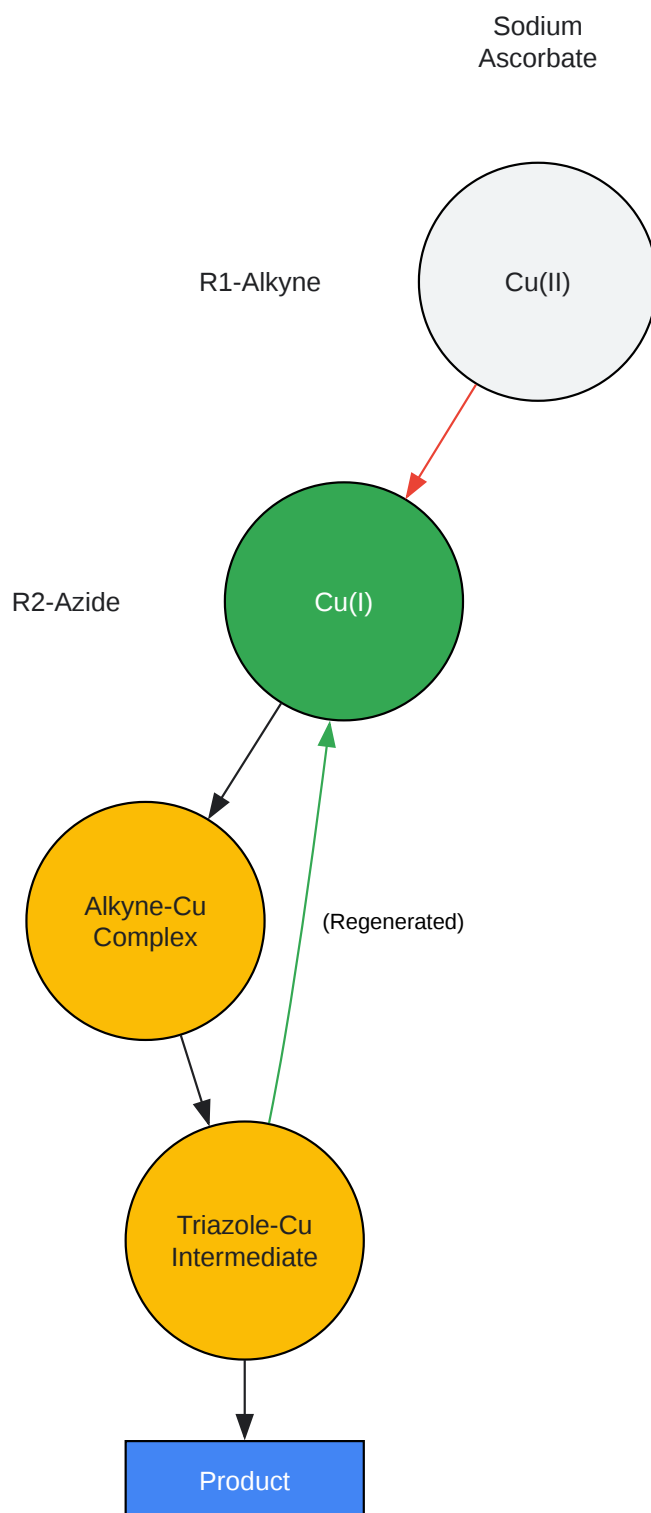 Sodium
Ascorbate
R1-Alkyne
Cu(II)
R2-Azide
Cu(I)
Alkyne-Cu
Complex
(Regenerated)
Triazole-Cu
Intermediate
Product